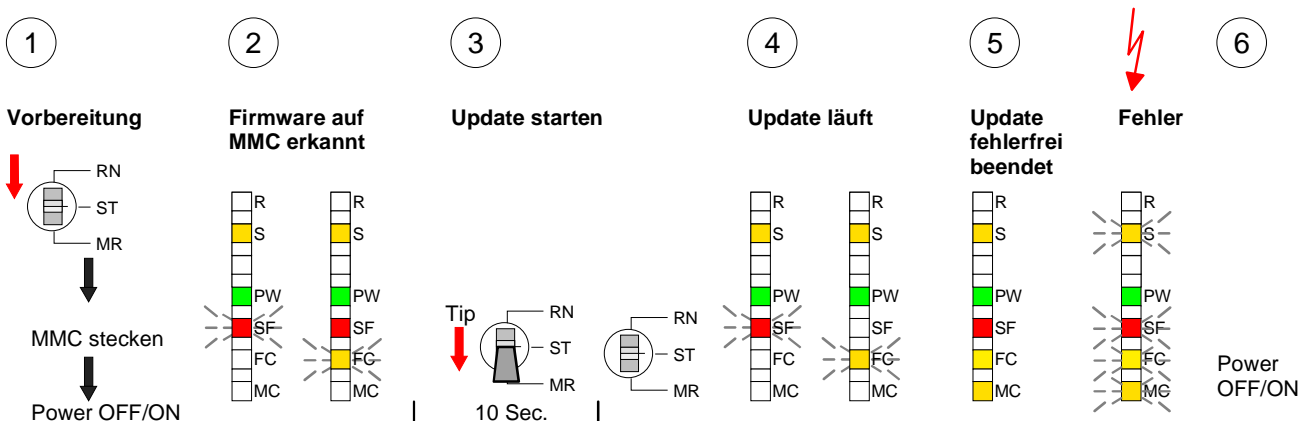 1
2
3
4
5
6
Vorbereitung
Firmware auf
MMC erkannt
Update starten
Update läuft
Update
fehlerfrei
beendet
Fehler
RN
ST
MR
MMC stecken
Power OFF/ON
R
S
PW
SF
FC
MC
R
S
PW
SF
FC
MC
Tip
RN
ST
MR
10 Sec.
RN
ST
MR
R
S
PW
SF
FC
MC
R
S
PW
SF
FC
MC
R
S
PW
SF
FC
MC
R
S
PW
SF
FC
MC
Power
OFF/ON